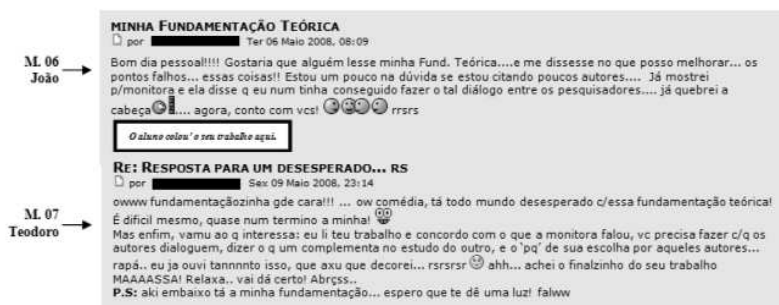 MINHA FUNDAMENTAÇÃO TEÓRICA
por Ter 06 Maio 2008, 08:09
M. 06
João
Bom dia pessoal!!!! Gostaria que alguém lesse minha Fund. Teórica....e me dissesse no que posso melhorar... os
pontos falhos... essas coisas!! Estou um pouco na dúvida se estou citando poucos autores.... Já mostrei
p/monitora e ela disse q eu num tinha conseguido fazer o tal diálogo entre os pesquisadores.... já quebrei a
cabeça.... agora, conto com vcs! rrsrs
O aluno colou' o seu trabalho aqui.
RE: RESPOSTA PARA UM DESESPERADO... RS
por Sex 09 Maio 2008, 23:14
M. 07
Teodoro
owww fundamentaçãozinha gde cara!!! ... ow comédia, tá todo mundo desesperado c/essa fundamentação teórica!
É dificil mesmo, quase num termino a minha!
Mas enfim, vamu ao q interessa: eu li teu trabalho e concordo com o que a monitora falou, vc precisa fazer c/q os
autores dialoguem, dizer o q um complementa no estudo do outro, e o 'pq' de sua escolha por aqueles autores...
rapá.. eu ja ouvi tannnnto isso, que axu que decorei... rsrsrsr ahh... achei o finalzinho do seu trabalho
MAAAASSA! Relaxa.. vai dá certo! Abrçss..
P.S: aki embaixo tá a minha fundamentação... espero que te dê uma luz! falww